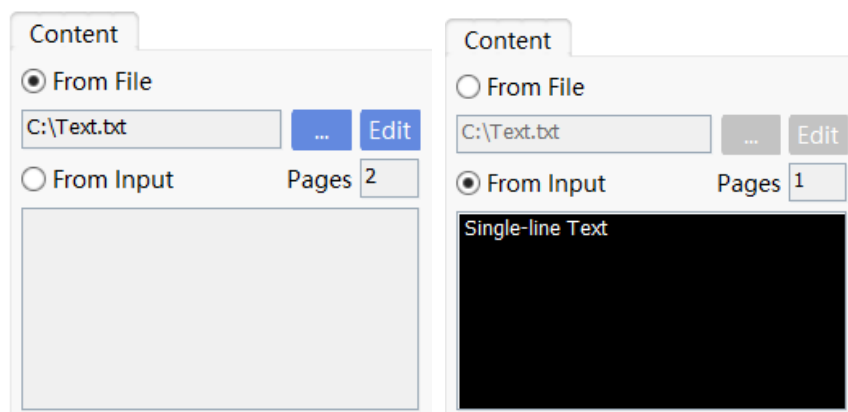 Content
From File
C:\Text.txt ... Edit
From Input Pages 2
Content
From File
C:\Text.txt ... Edit
From Input Pages 1
Single-line Text